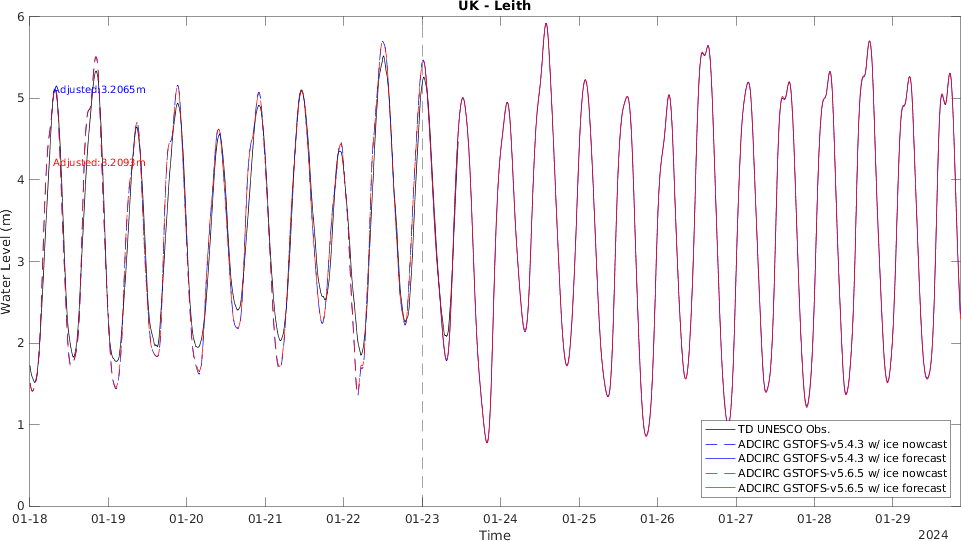 UK - Leith
6
5
4
3
2
1
0
Water Level (m)
Adjusted:3.2065m
Adjusted:3.2093m
TD UNESCO Obs.
ADCIRC GSTOFS-v5.4.3 w/ ice nowcast
ADCIRC GSTOFS-v5.4.3 w/ ice forecast
ADCIRC GSTOFS-v5.6.5 w/ ice nowcast
ADCIRC GSTOFS-v5.6.5 w/ ice forecast
01-18 01-19 01-20 01-21 01-22 01-23 01-24 01-25 01-26 01-27 01-28 01-29
Time
2024